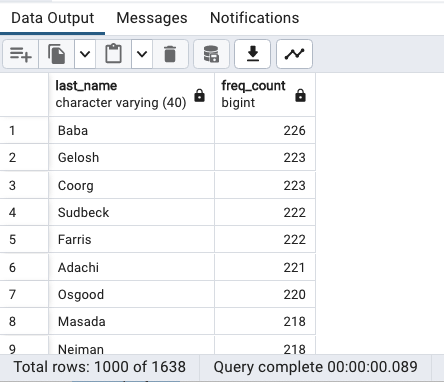 Data Output Messages Notifications
last_name freq_count
character varying (40) bigint
1 Baba 226
2 Gelosh 223
3 Coorg 223
4 Sudbeck 222
5 Farris 222
6 Adachi 221
7 Osgood 220
8 Masada 218
9 Neiman 218
Total rows: 1000 of 1638 Query complete 00:00:00.089